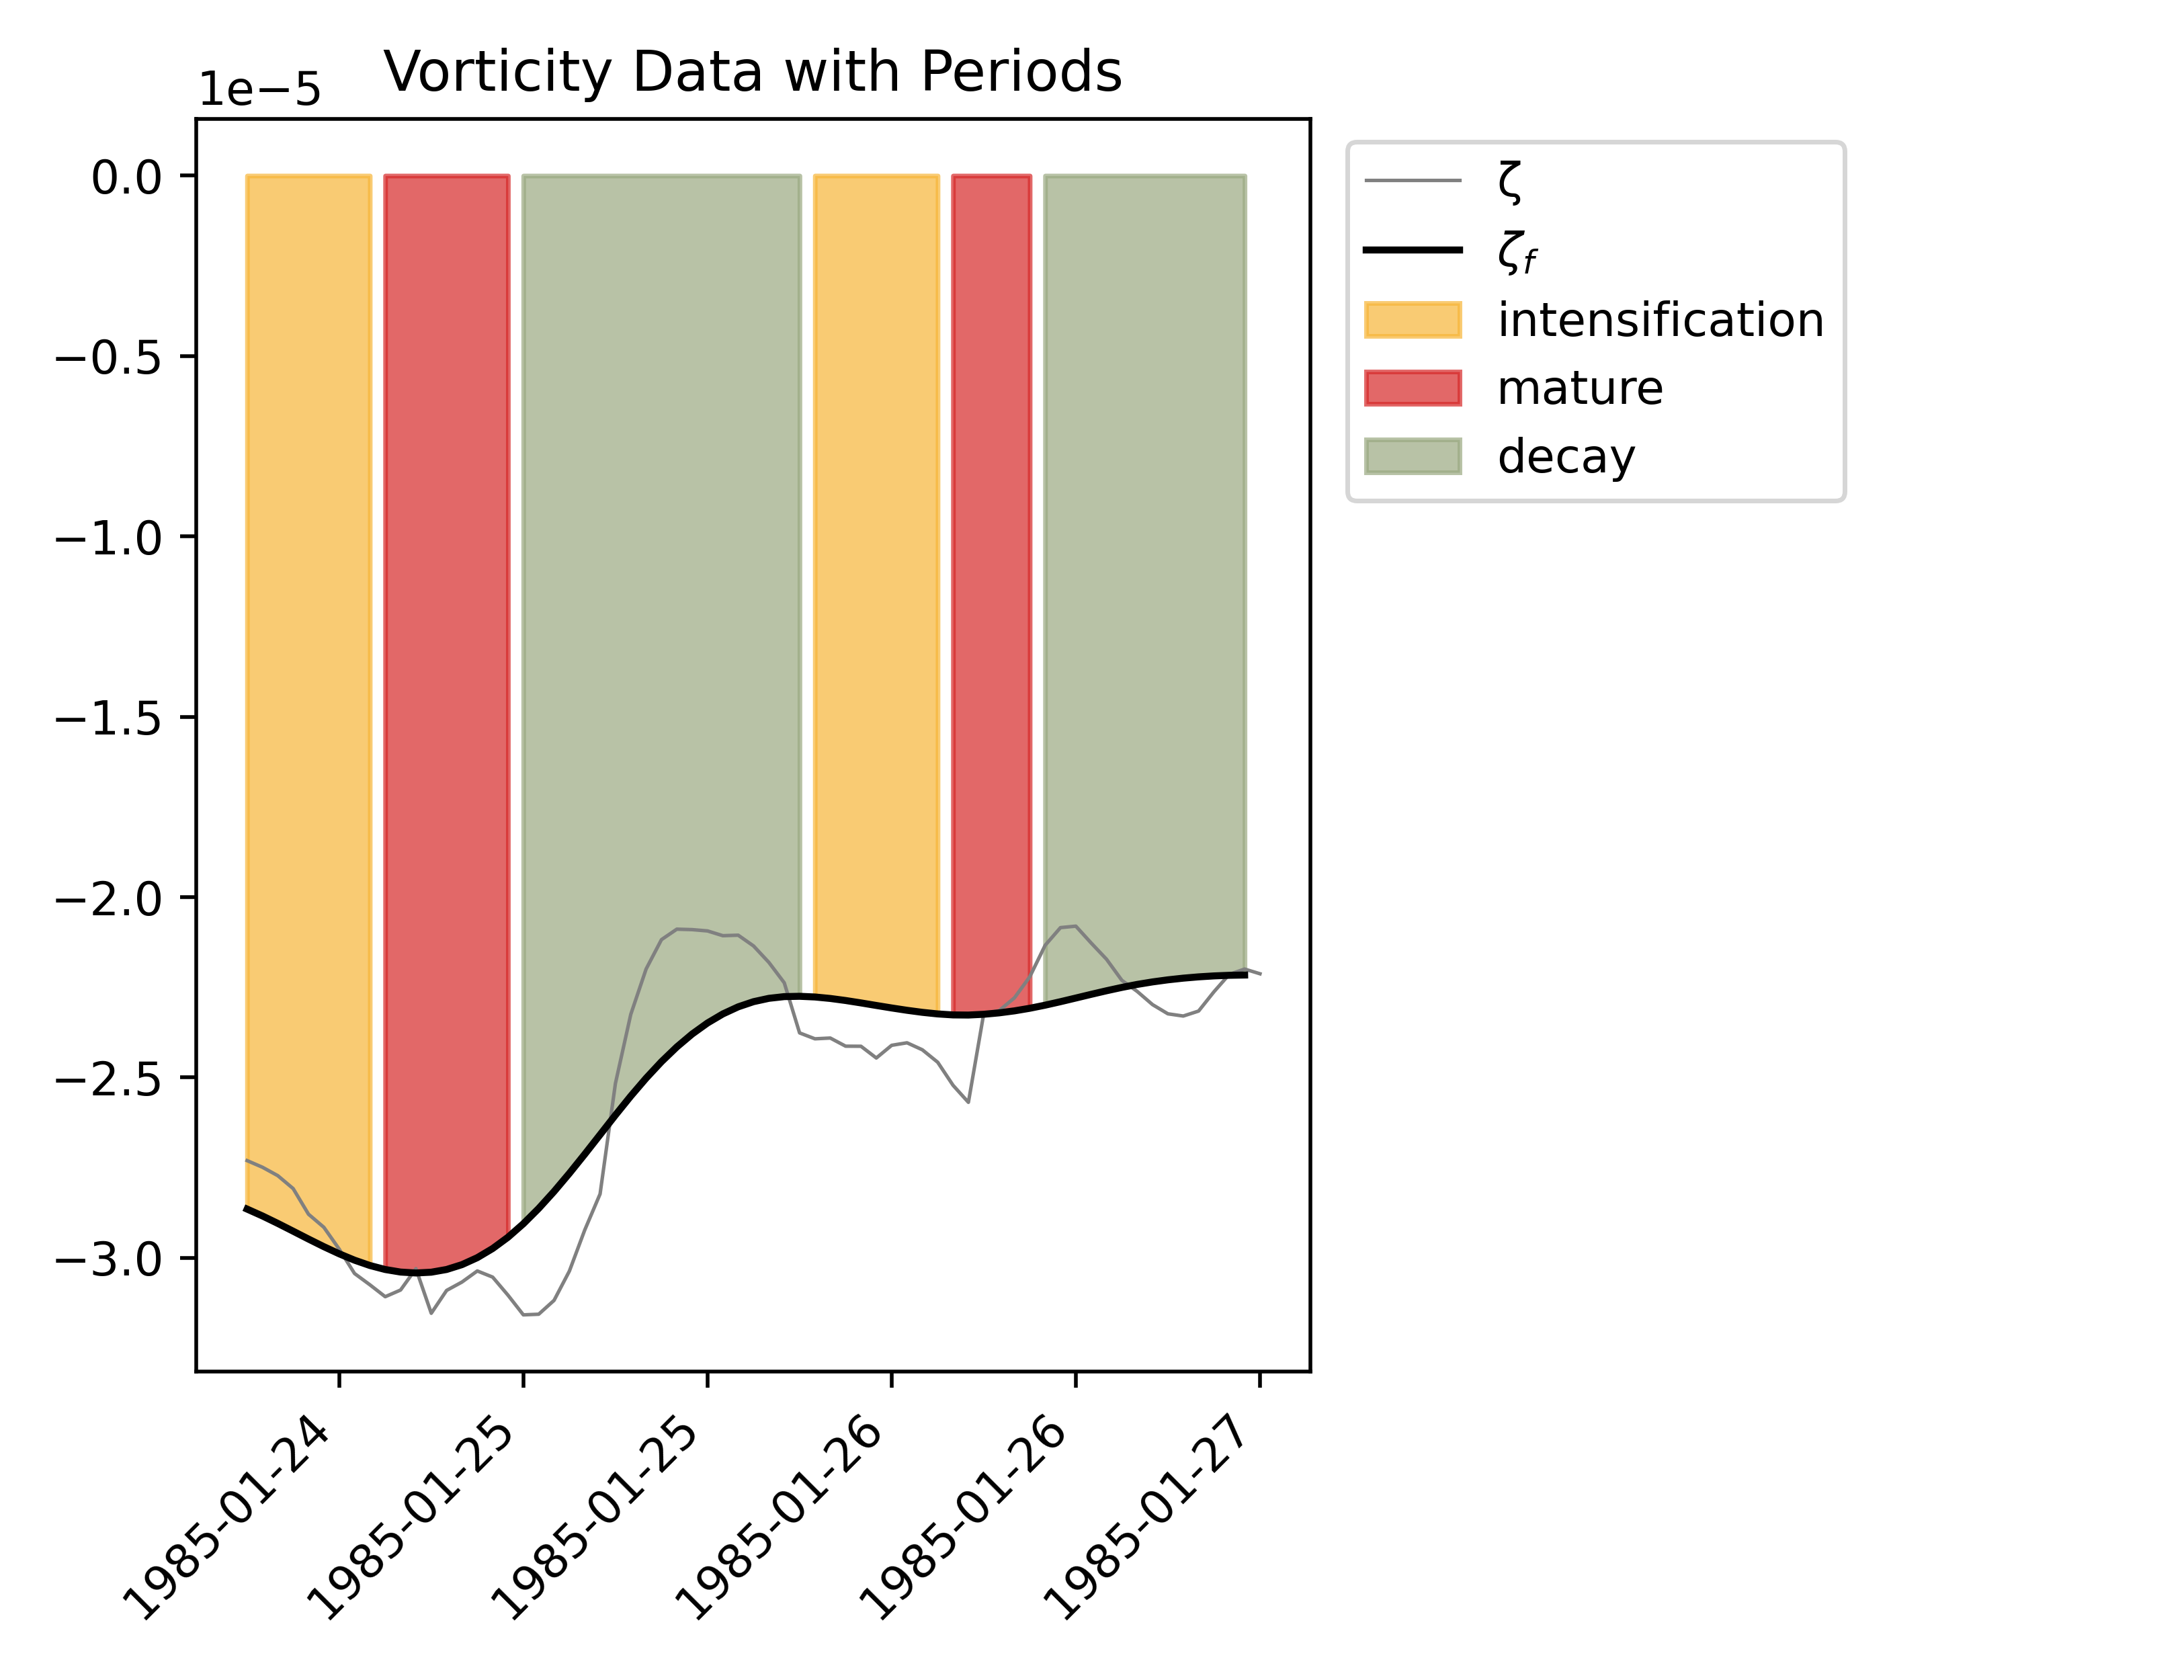 Vorticity Data with Periods
1e−5
0.0
−0.5
−1.0
−1.5
−2.0
−2.5
−3.0
1985-01-24
1985-01-25
1985-01-25
1985-01-26
1985-01-26
1985-01-27
ζ
ζf
intensification
mature
decay